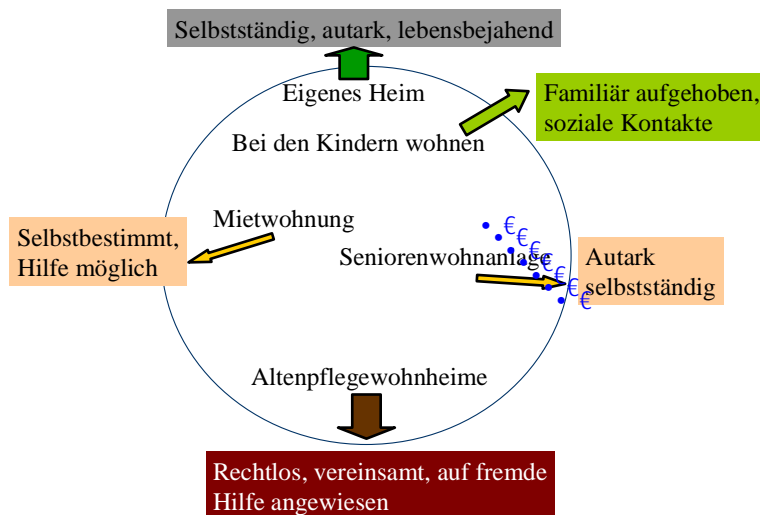 Selbstständig, autark, lebensbejahend
Eigenes Heim
Familiär aufgehoben,
soziale Kontakte
Bei den Kindern wohnen
Mietwohnung
Selbstbestimmt,
Hilfe möglich
• €
• €
• €
• €
• €
• €
• €
Seniorenwohnanlage
Autark
selbstständig
Altenpflegewohnheime
Rechtlos, vereinsamt, auf fremde
Hilfe angewiesen